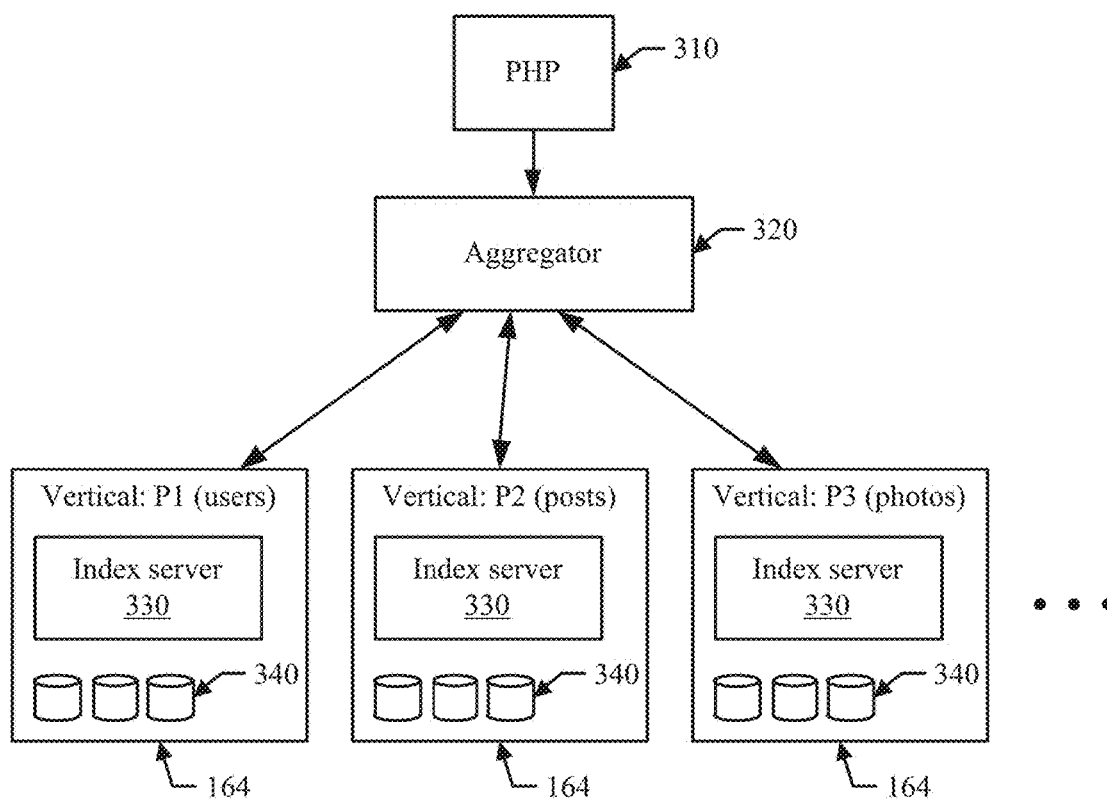 PHP
310
Aggregator
320
Vertical: P1 (users)
Vertical: P2 (posts)
Vertical: P3 (photos)
Index server
330
Index server
330
Index server
330
340
340
340
164
164
164